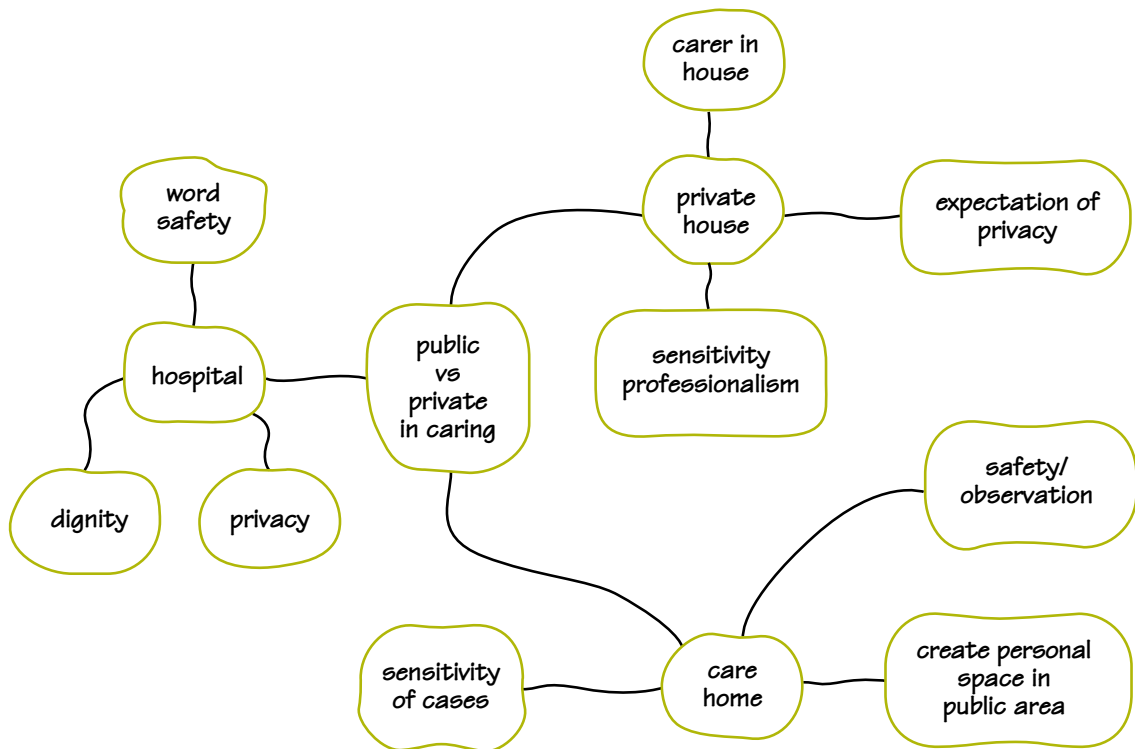 carer in
house
word
safety
private
house
expectation of
privacy
public
vs
private
in caring
hospital
sensitivity
professionalism
dignity
privacy
safety/
observation
sensitivity
of cases
care
home
create personal
space in
public area